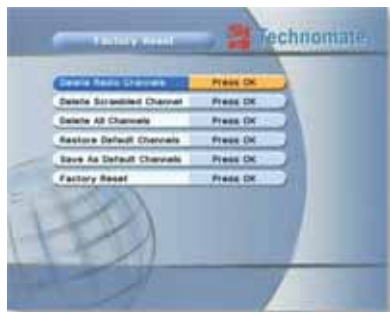 Factory Reset
Technomate
Delete Radio Channels Press OK
Delete Scrambled Channel Press OK
Delete All Channels Press OK
Restore Default Channels Press OK
Save As Default Channels Press OK
Factory Reset Press OK